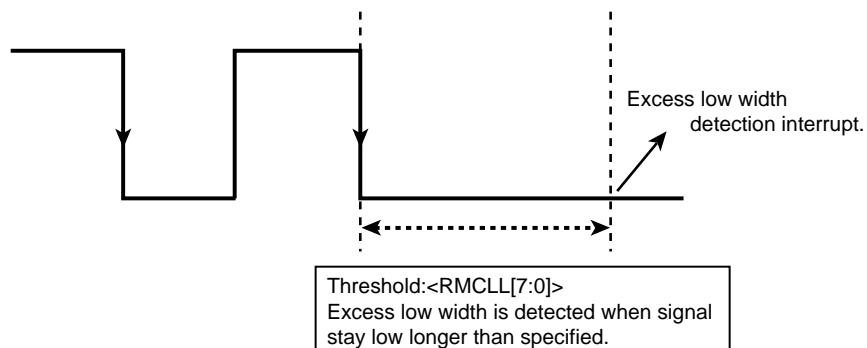 Excess low width
detection interrupt.
Threshold:<RMCLL[7:0]>
Excess low width is detected when signal
stay low longer than specified.